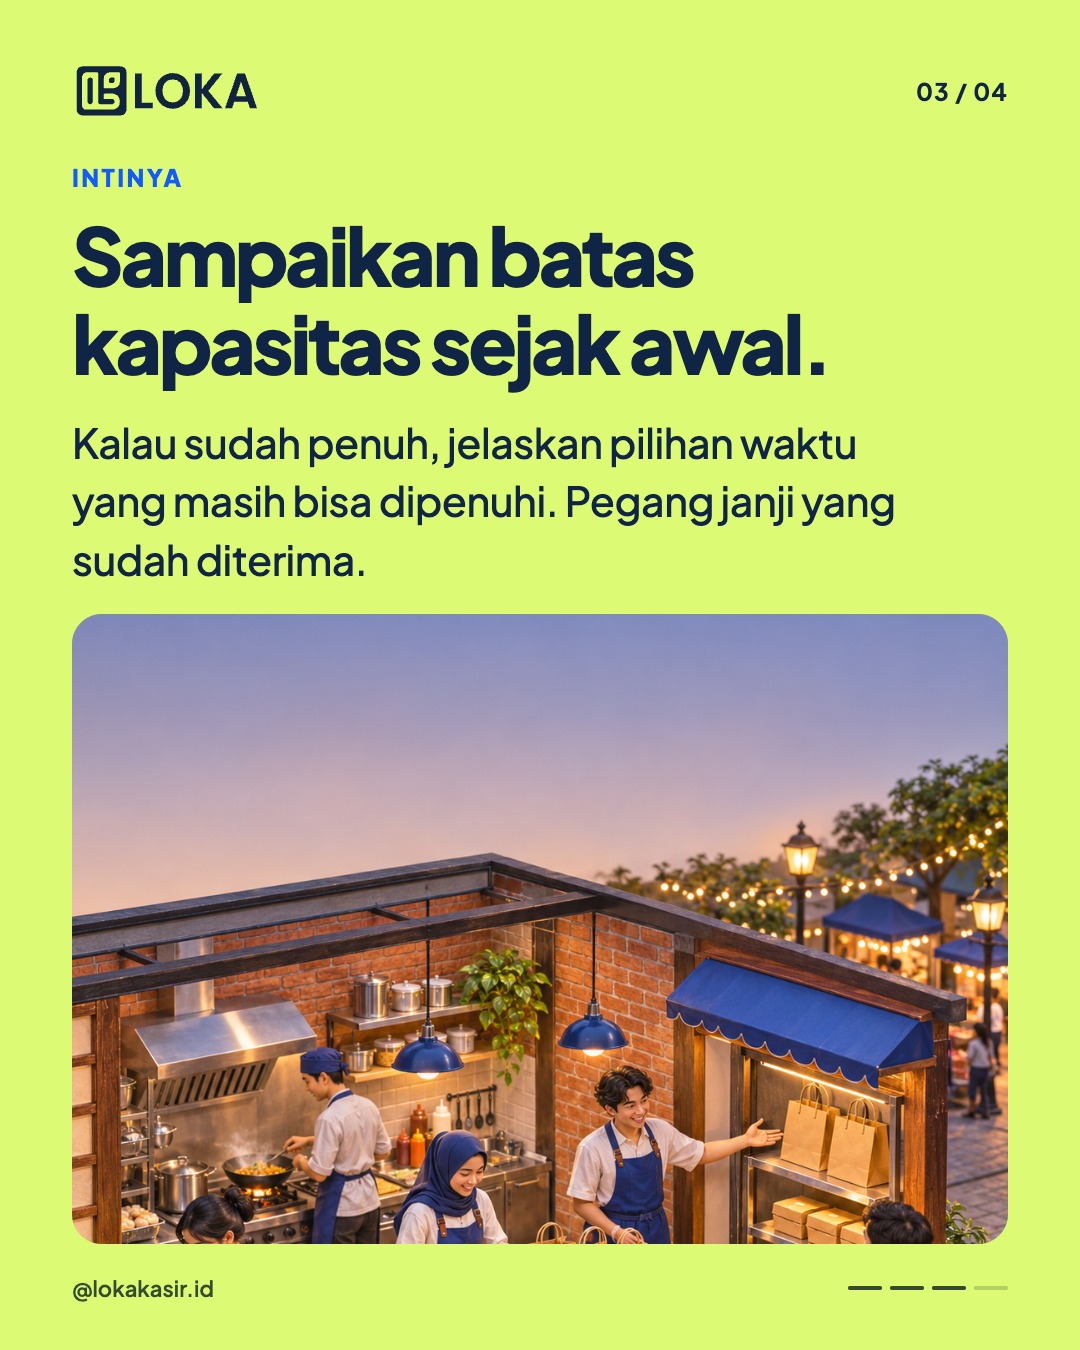 LOKA
03 / 04
INTINYA
Sampaikan batas
kapasitas sejak awal.
Kalau sudah penuh, jelaskan pilihan waktu
yang masih bisa dipenuhi. Pegang janji yang
sudah diterima.
@lokakasir.id